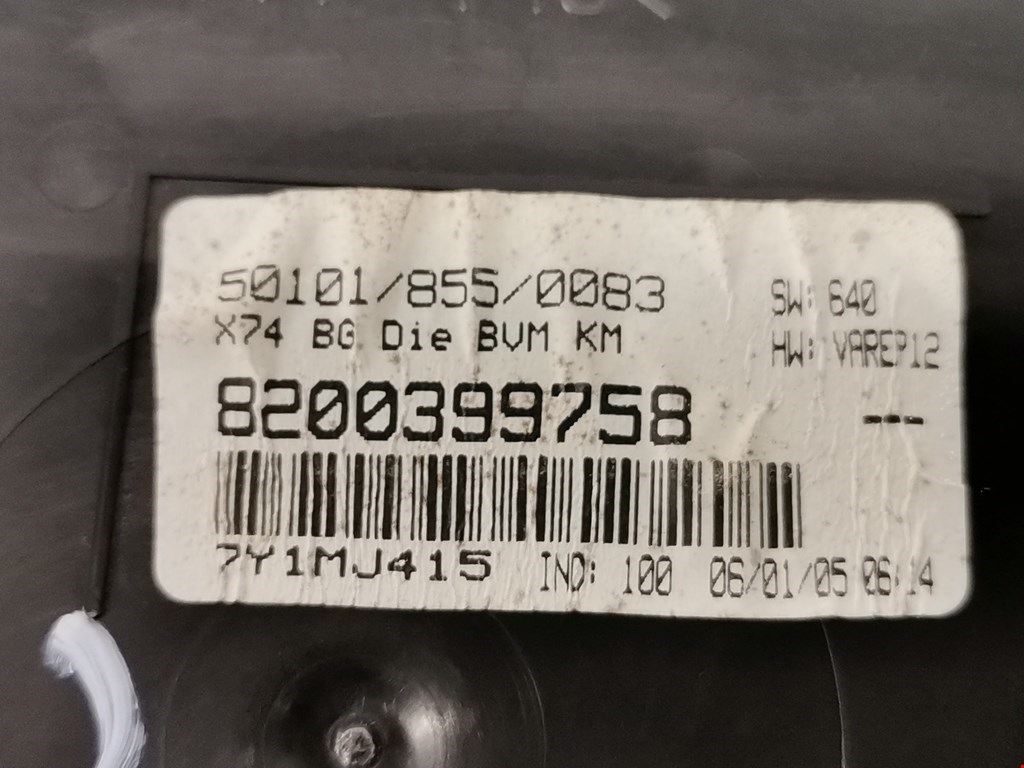 50101/855/0083
SW: 640
X74 BG Die BVM KM
HW: VAREP12
8200399758
---
7Y1MJ415 IND: 100 06/01/05 06:14